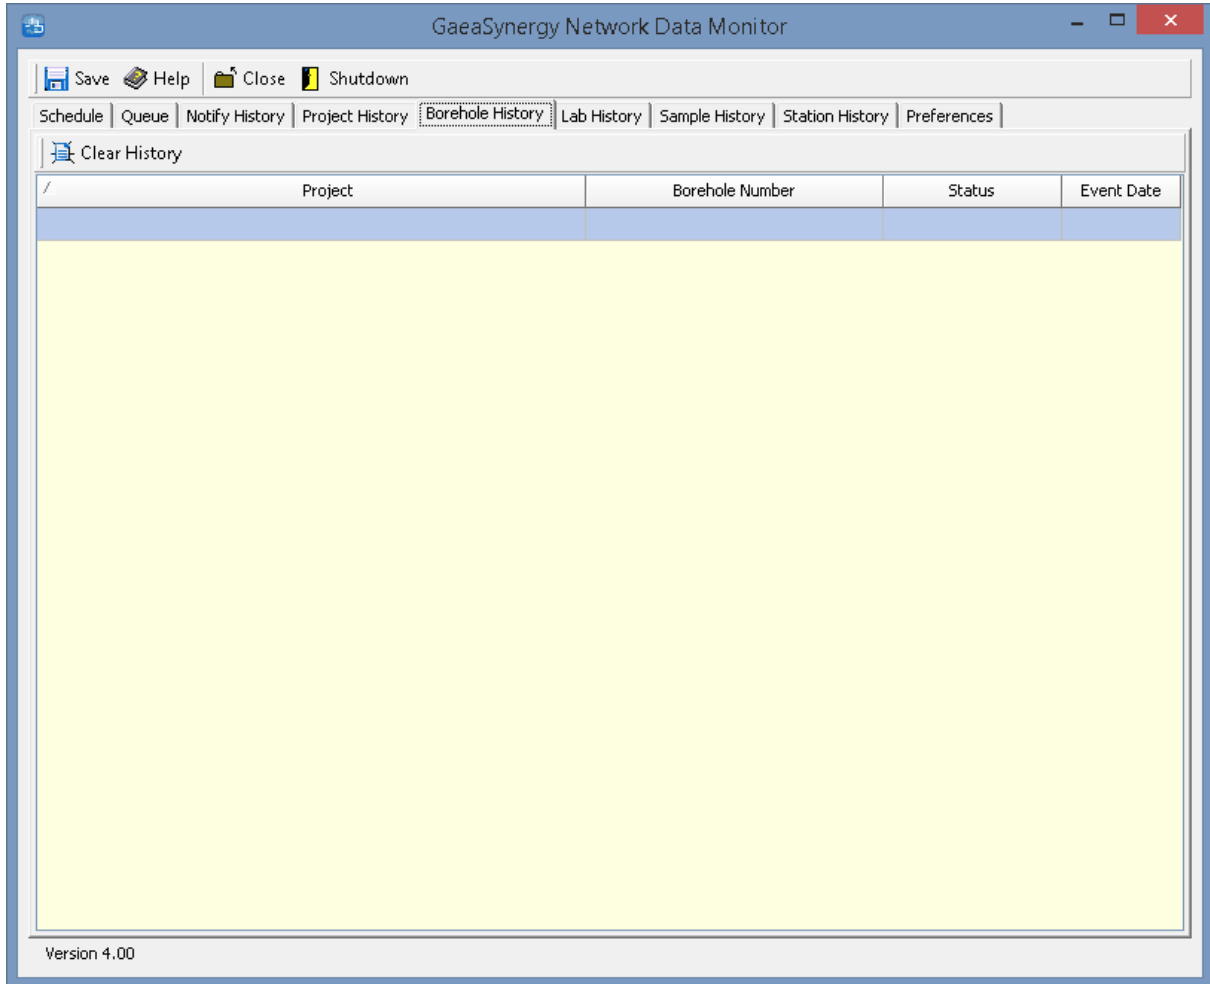 GaeaSynergy Network Data Monitor
Save Help Close Shutdown
Schedule Queue Notify History Project History Borehole History Lab History Sample History Station History Preferences
Clear History
Project Borehole Number Status Event Date
Version 4.00